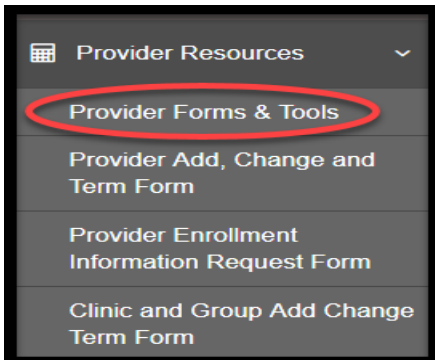 Provider Resources
Provider Forms & Tools
Provider Add, Change and
Term Form
Provider Enrollment
Information Request Form
Clinic and Group Add Change
Term Form